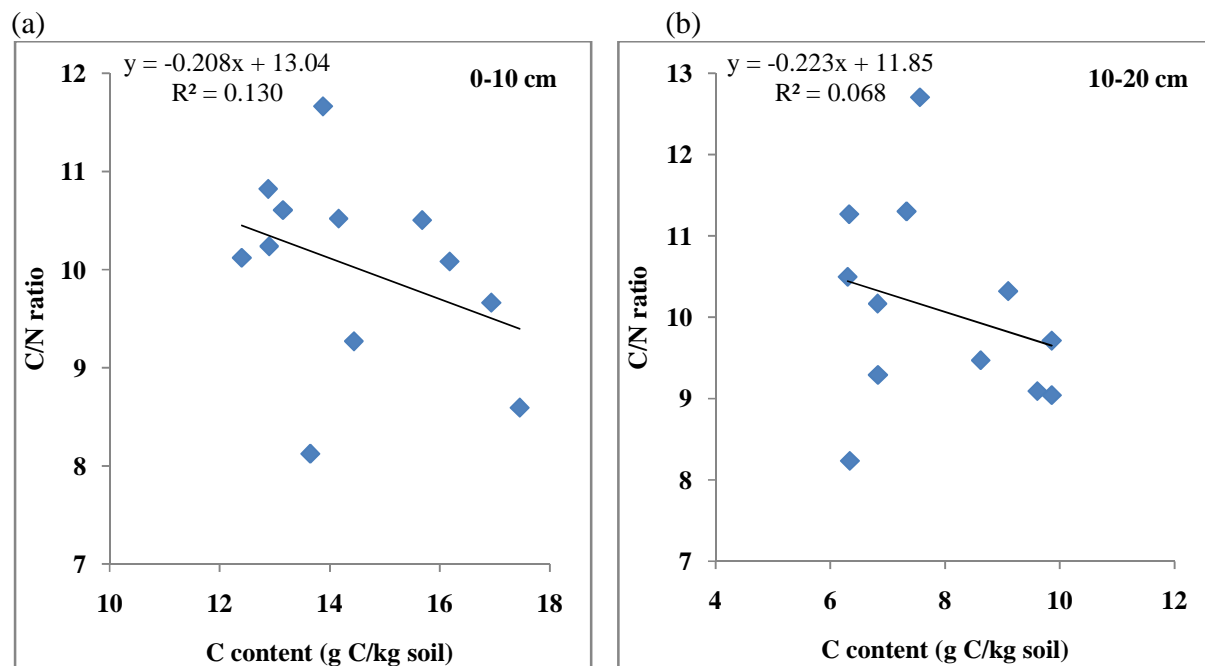 (a)
y = -0.208x + 13.04
R² = 0.130
0-10 cm
12
11
10
9
8
7
C/N ratio
10 12 14 16 18
C content (g C/kg soil)
(b)
y = -0.223x + 11.85
R² = 0.068
10-20 cm
13
12
11
10
9
8
7
C/N ratio
4 6 8 10 12
C content (g C/kg soil)